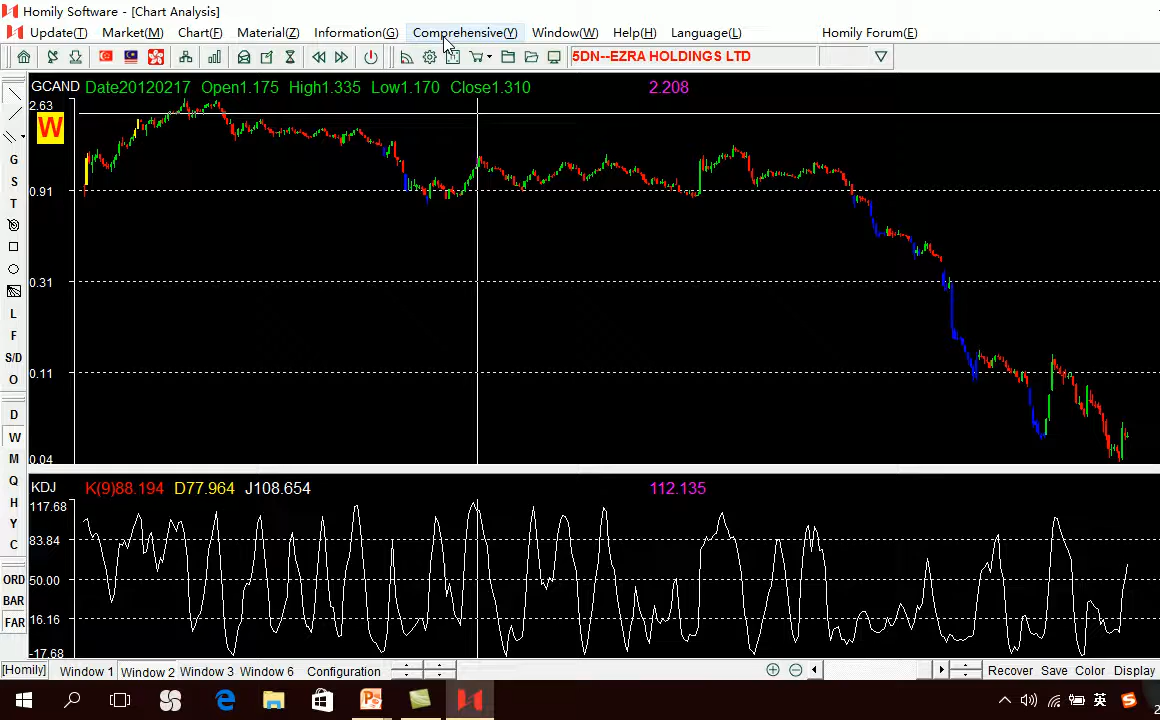 Homily Software - [Chart Analysis]
Update(T) Market(M) Chart(F) Material(Z) Information(G) Comprehensive(Y) Window(W) Help(H) Language(L) Homily Forum(E)
5DN--EZRA HOLDINGS LTD
GCAND Date20120217 Open1.175 High1.335 Low1.170 Close1.310 2.208
2.63
W
0.91
0.31
0.11
0.04
G
S
T
L
F
S/D
O
D
W
M
Q
H
Y
C
ORD
BAR
FAR
KDJ K(9)88.194 D77.964 J108.654 112.135
117.68
83.84
50.00
16.16
-17.68
[Homily] Window 1 Window 2 Window 3 Window 6 Configuration Recover Save Color Display
英